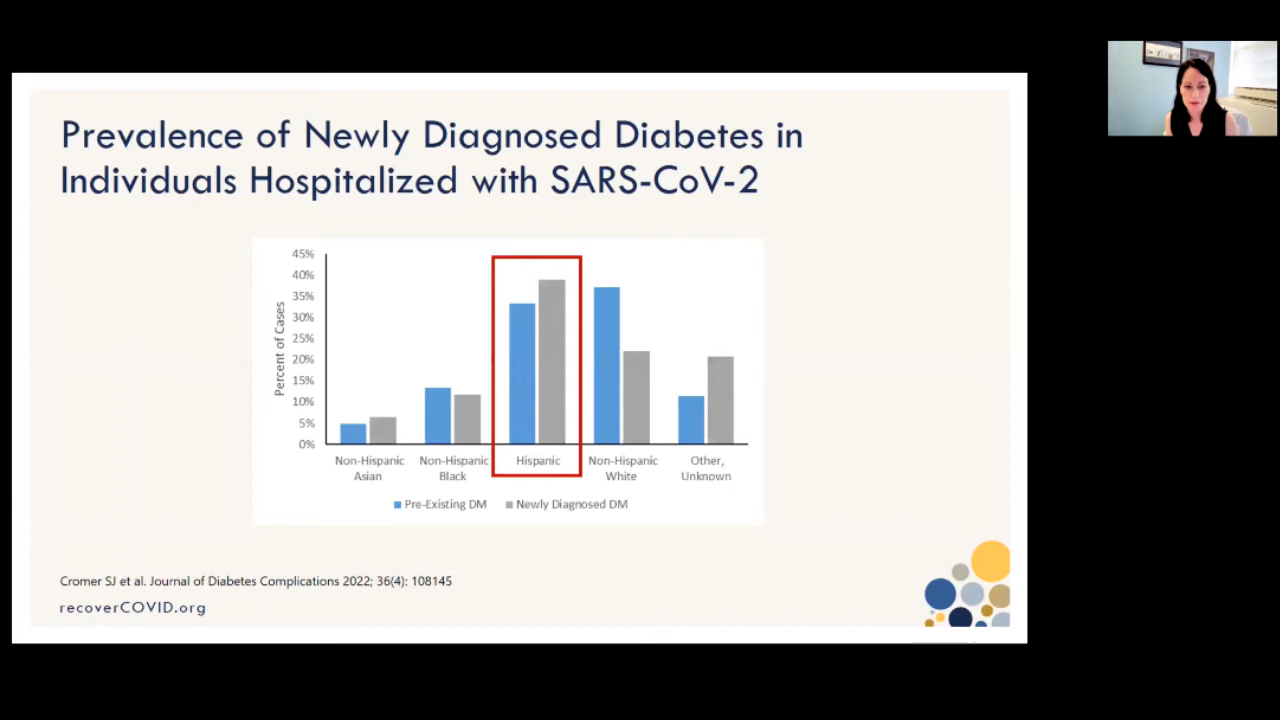 Prevalence of Newly Diagnosed Diabetes in
Individuals Hospitalized with SARS-CoV-2
45%
40%
35%
30%
25%
20%
15%
10%
5%
0%
Percent of Cases
Non-Hispanic Asian
Non-Hispanic Black
Hispanic
Non-Hispanic White
Other, Unknown
Pre-Existing DM
Newly Diagnosed DM
Cromer SJ et al. Journal of Diabetes Complications 2022; 36(4): 108145
recoverCOVID.org